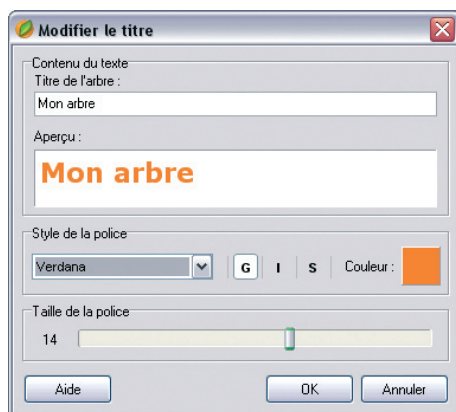 Modifier le titre
Contenu du texte
Titre de l'arbre :
Mon arbre
Aperçu :
Mon arbre
Style de la police
Verdana G I S Couleur :
Taille de la police
14
Aide OK Annuler